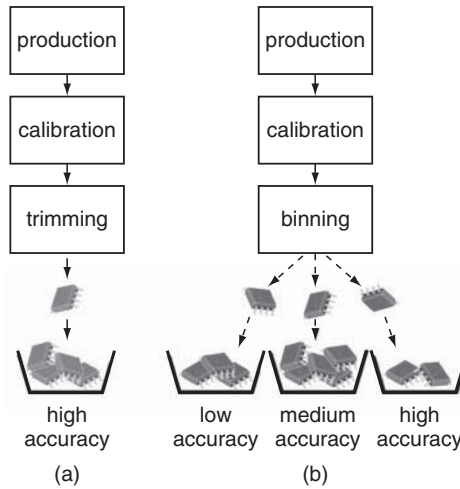 (a)
production
calibration
trimming
high
accuracy
(b)
production
calibration
binning
low
accuracy
medium
accuracy
high
accuracy